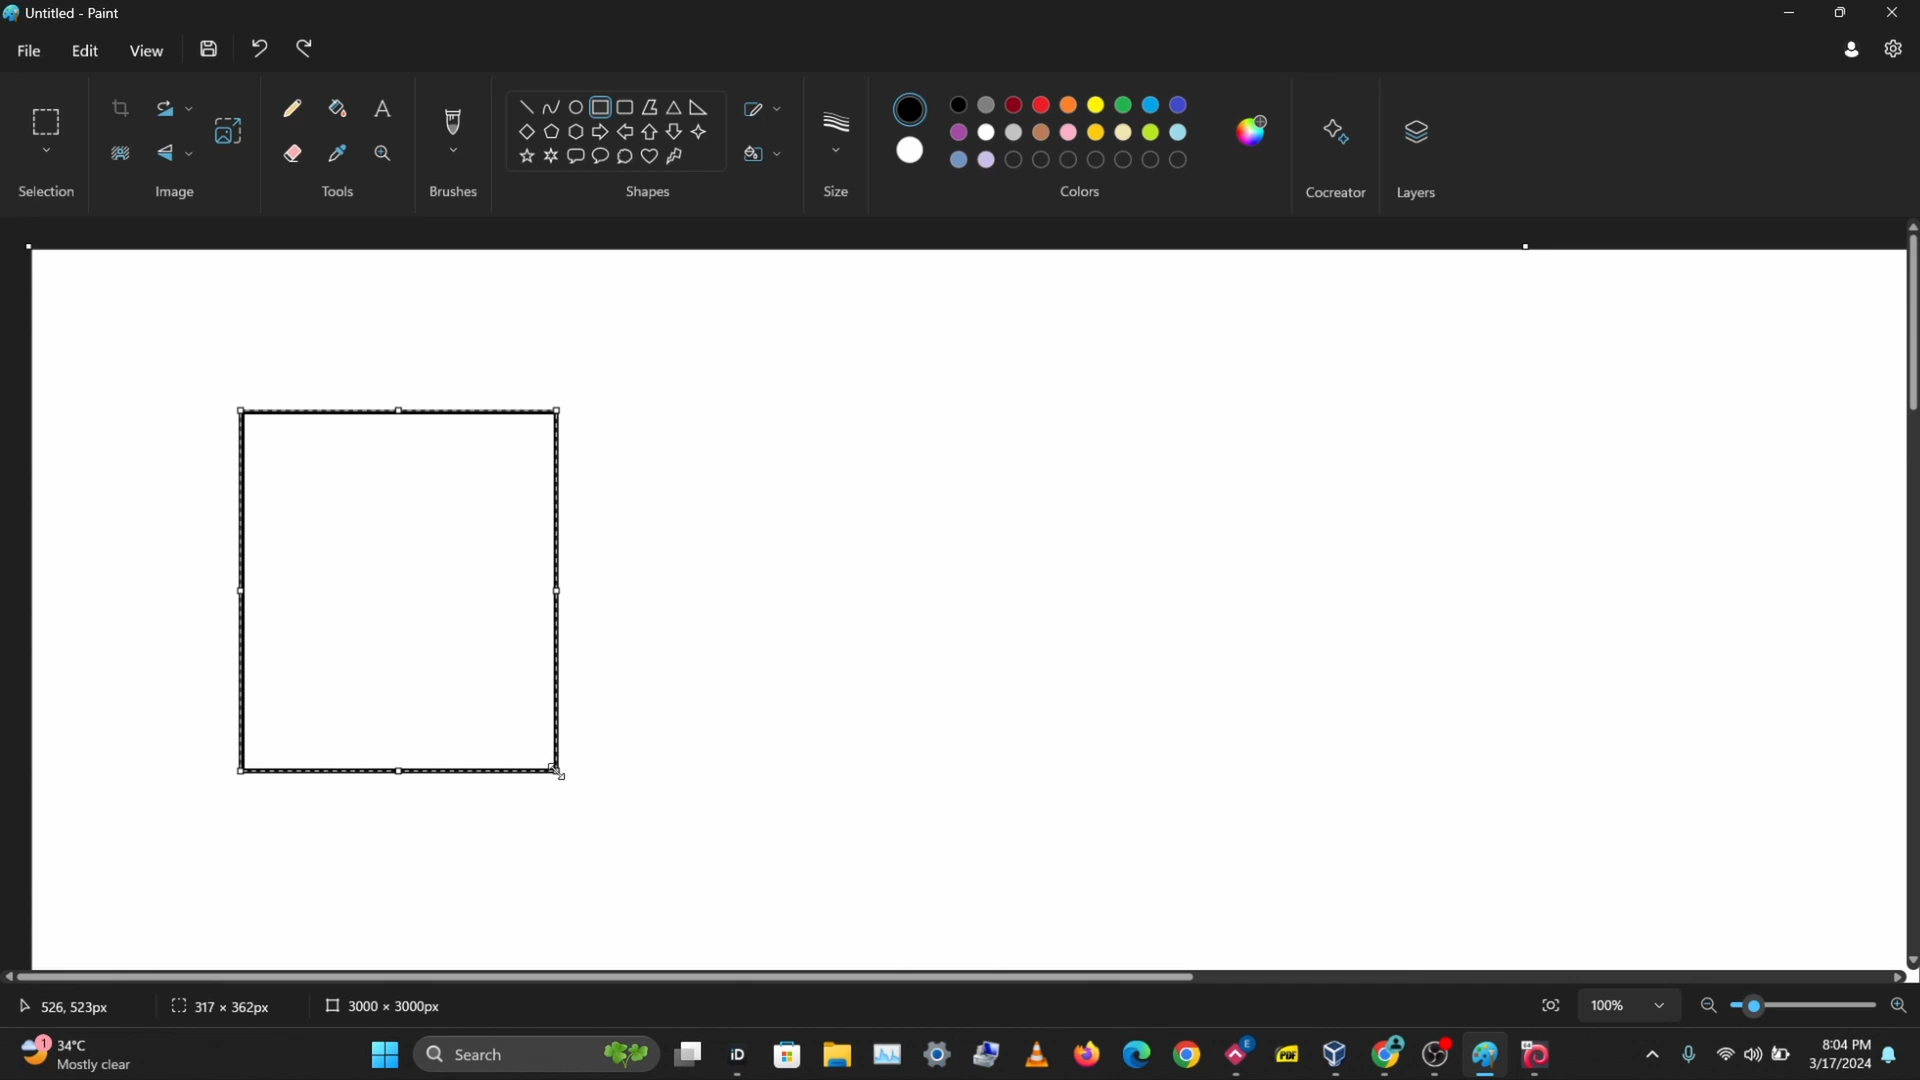 Untitled - Paint
File Edit View
Selection Image Tools Brushes Shapes Size Colors Cocreator Layers
526, 523px 317 × 362px 3000 × 3000px 100%
34°C
Mostly clear
Search
8:04 PM
3/17/2024